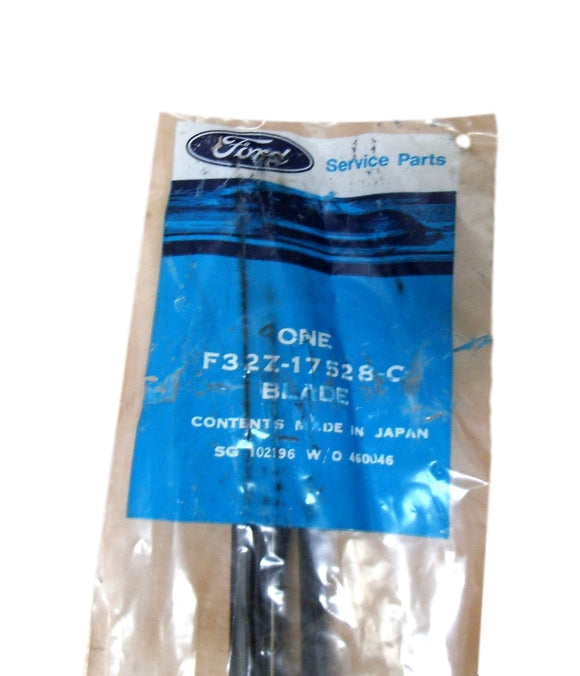 Ford
Service Parts
ONE
F32Z-17528-C
BLADE
CONTENTS MADE IN JAPAN
SG 102196 W/O 460046